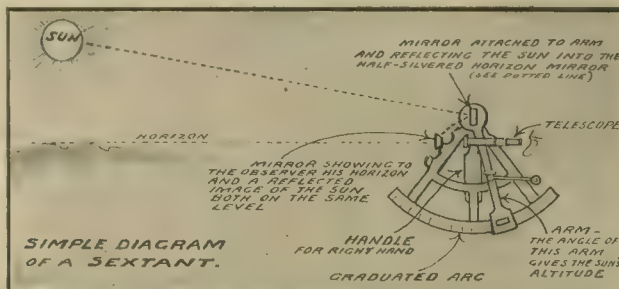 SUN
MIRROR ATTACHED TO ARM
AND REFLECTING THE SUN INTO THE
HALF-SILVERED HORIZON MIRROR
(SEE DOTTED LINE)
TELESCOPE
HORIZON
MIRROR SHOWING TO
THE OBSERVER HIS HORIZON
AND A REFLECTED
IMAGE OF THE SUN
BOTH ON THE SAME
LEVEL
SIMPLE DIAGRAM
OF A SEXTANT.
HANDLE
FOR RIGHT HAND
GRADUATED ARC
ARM -
THE ANGLE OF
THIS ARM
GIVES THE SUN'S
ALTITUDE